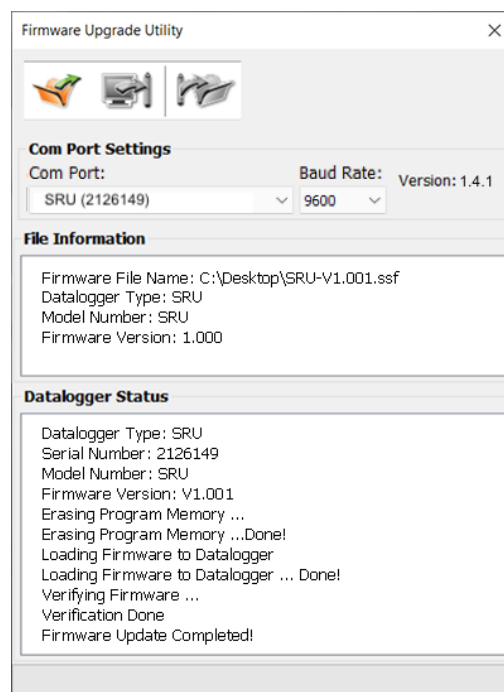 Firmware Upgrade Utility
Com Port Settings
Com Port: Baud Rate: Version: 1.4.1
SRU (2126149) 9600
File Information
Firmware File Name: C:\Desktop\SRU-V1.001.ssf
Datalogger Type: SRU
Model Number: SRU
Firmware Version: 1.000
Datalogger Status
Datalogger Type: SRU
Serial Number: 2126149
Model Number: SRU
Firmware Version: V1.001
Erasing Program Memory ...
Erasing Program Memory ...Done!
Loading Firmware to Datalogger
Loading Firmware to Datalogger ... Done!
Verifying Firmware ...
Verification Done
Firmware Update Completed!